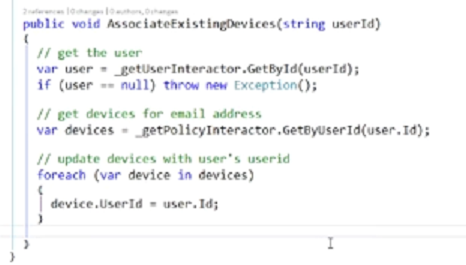 2 references | 0 changes | 0 authors, 0 changes
public void AssociateExistingDevices(string userId)
{
// get the user
var user = _getUserInteractor.GetById(userId);
if (user == null) throw new Exception();
// get devices for email address
var devices = _getPolicyInteractor.GetByUserId(user.Id);
// update devices with user's userid
foreach (var device in devices)
{
device.UserId = user.Id;
}
}
}